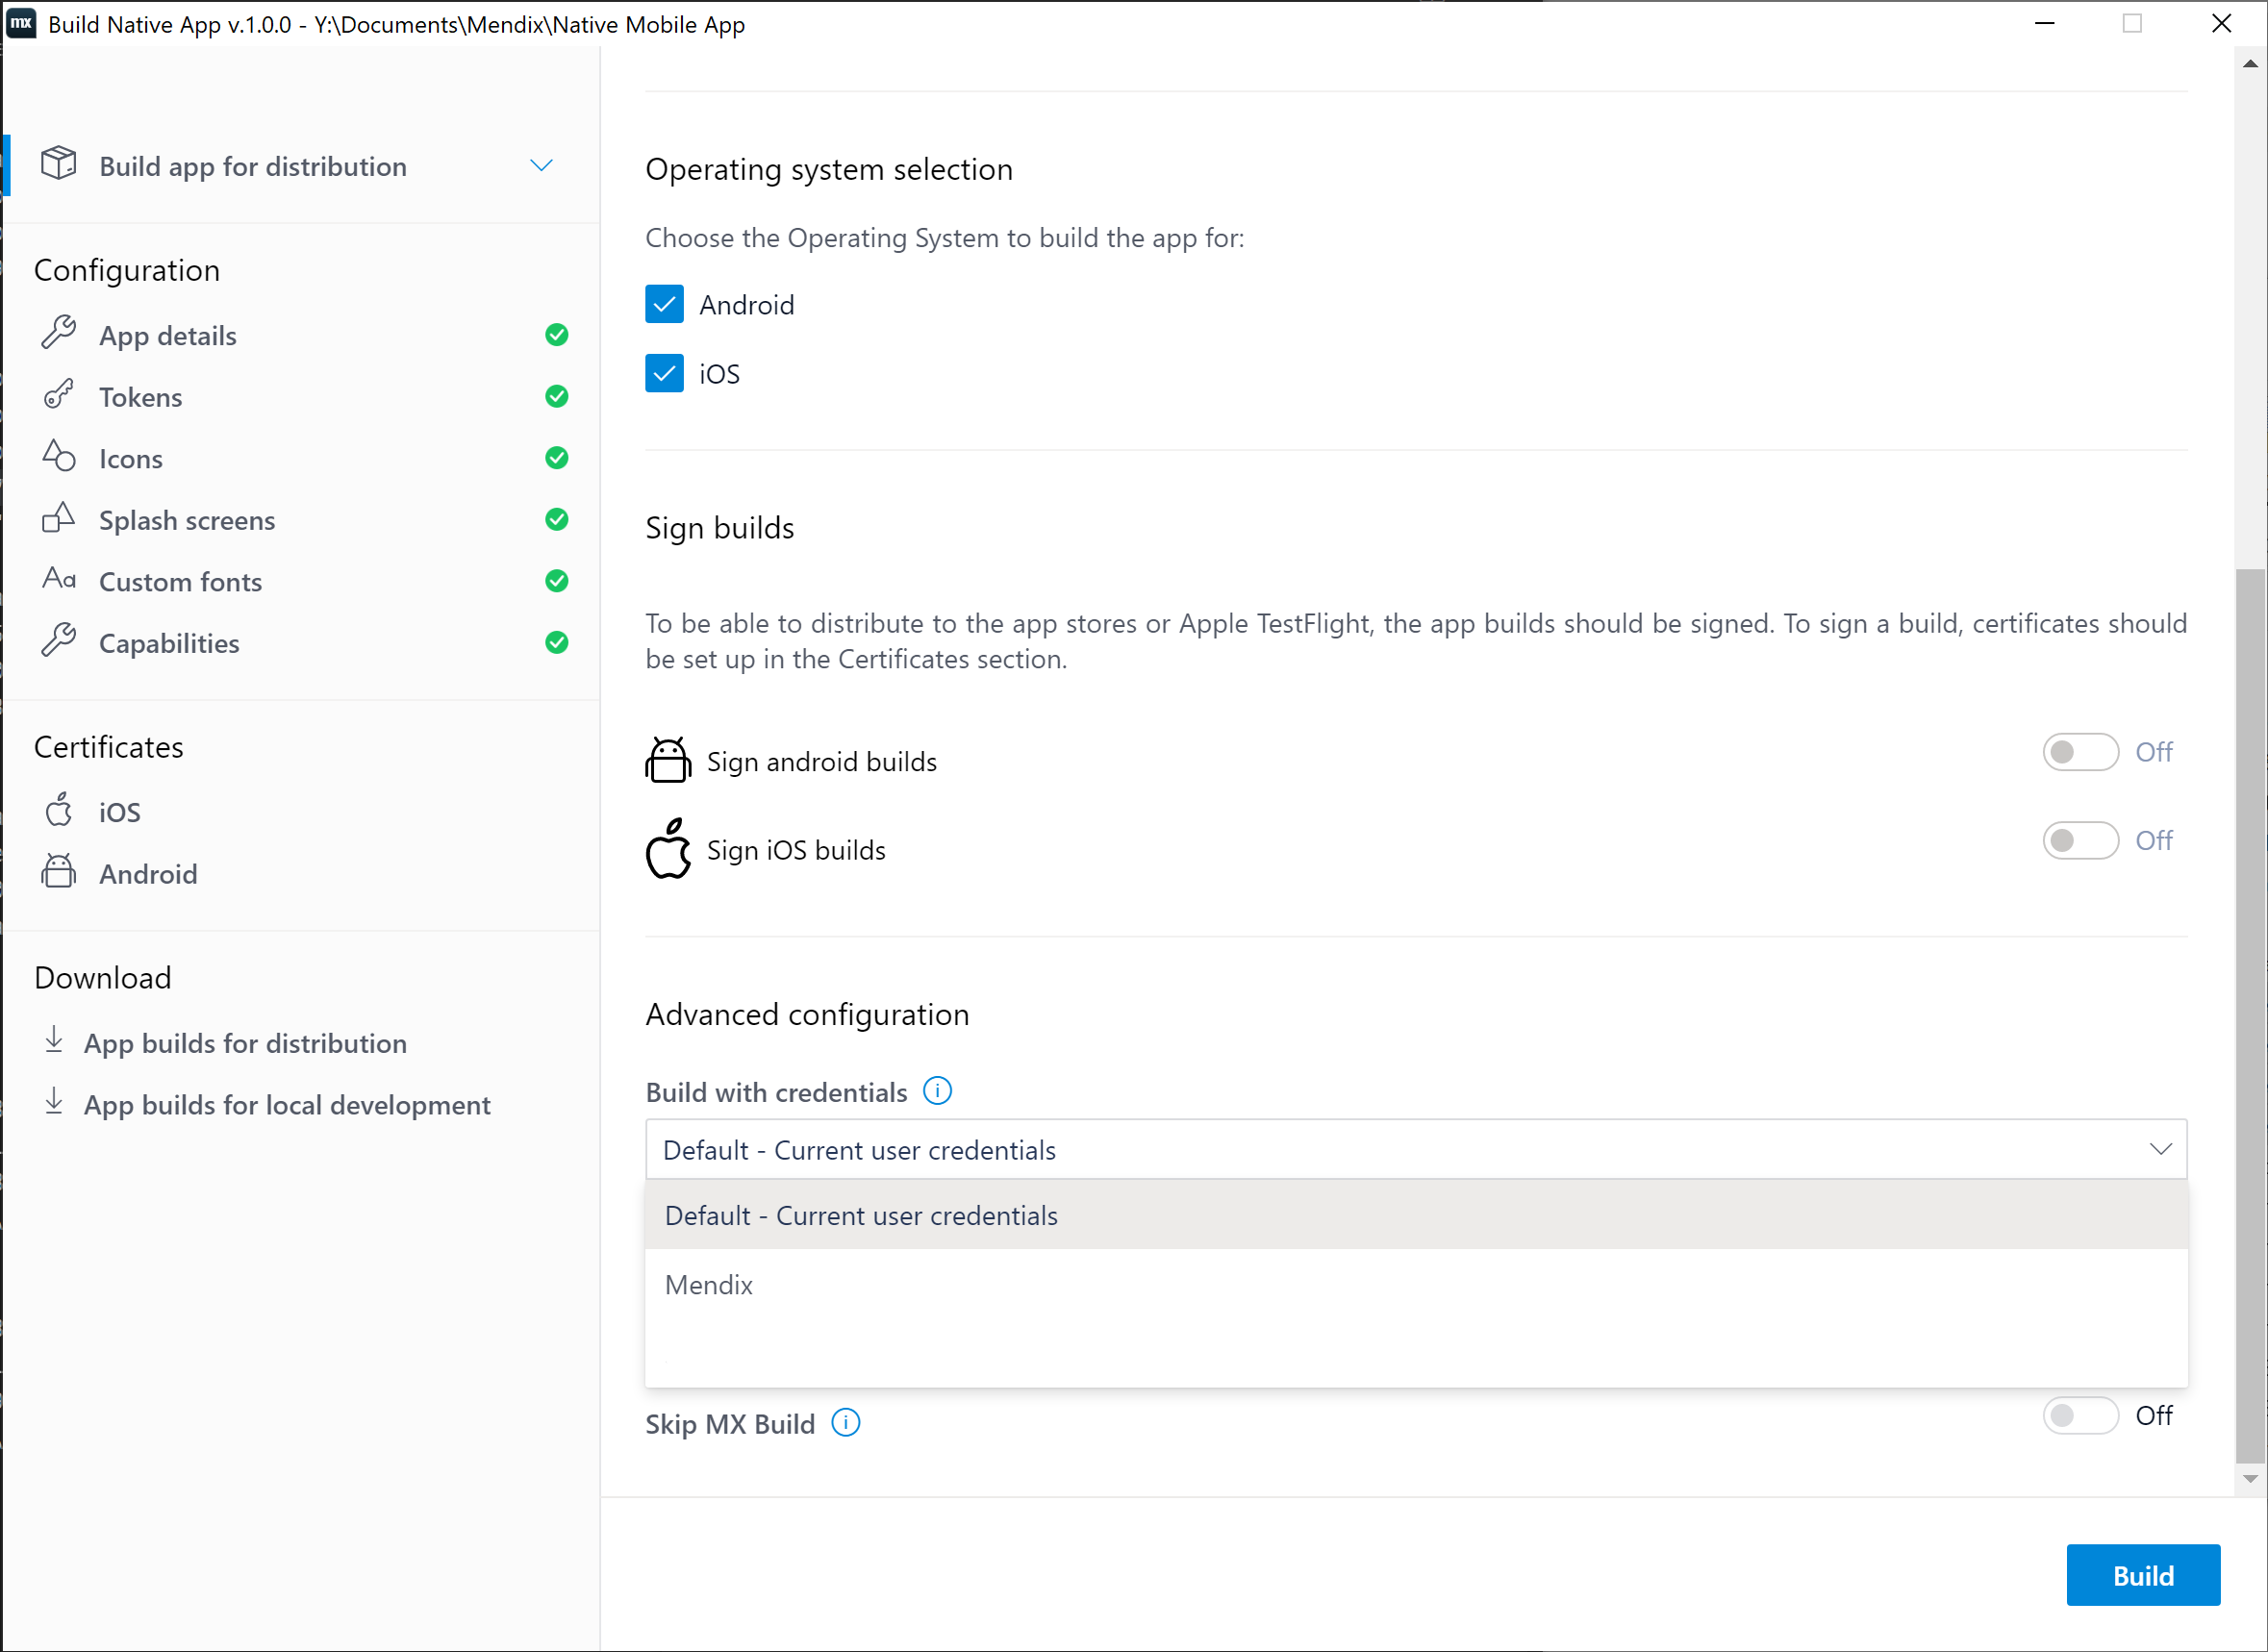 mx Build Native App v.1.0.0 - Y:\Documents\Mendix\Native Mobile App
Build app for distribution
Configuration
App details
Tokens
Icons
Splash screens
Aa Custom fonts
Capabilities
Certificates
iOS
Android
Download
App builds for distribution
App builds for local development
Operating system selection
Choose the Operating System to build the app for:
Android
iOS
Sign builds
To be able to distribute to the app stores or Apple TestFlight, the app builds should be signed. To sign a build, certificates should
be set up in the Certificates section.
Sign android builds Off
Sign iOS builds Off
Advanced configuration
Build with credentials
Default - Current user credentials
Default - Current user credentials
Mendix
Skip MX Build Off
Build